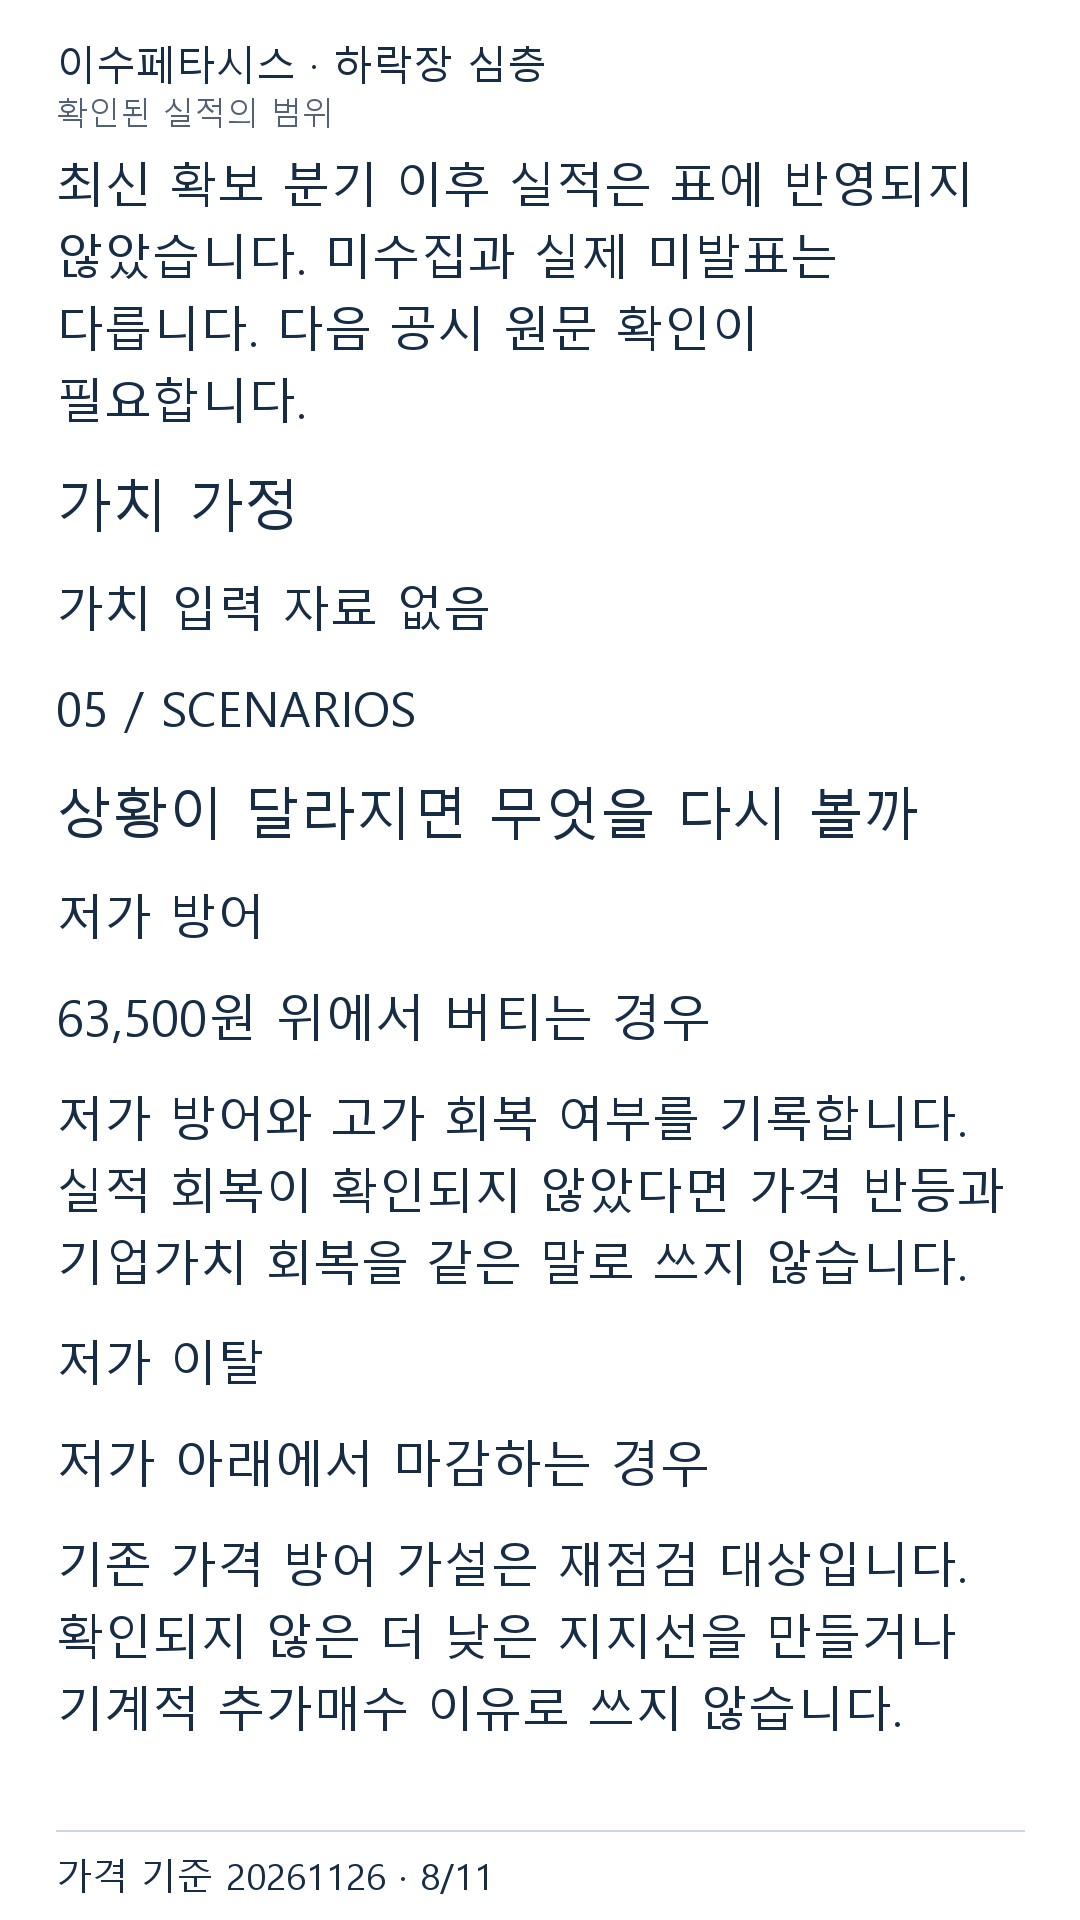 이수페타시스 · 하락장 심층
확인된 실적의 범위
최신 확보 분기 이후 실적은 표에 반영되지
않았습니다. 미수집과 실제 미발표는
다릅니다. 다음 공시 원문 확인이
필요합니다.
가치 가정
가치 입력 자료 없음
05 / SCENARIOS
상황이 달라지면 무엇을 다시 볼까
저가 방어
63,500원 위에서 버티는 경우
저가 방어와 고가 회복 여부를 기록합니다.
실적 회복이 확인되지 않았다면 가격 반등과
기업가치 회복을 같은 말로 쓰지 않습니다.
저가 이탈
저가 아래에서 마감하는 경우
기존 가격 방어 가설은 재점검 대상입니다.
확인되지 않은 더 낮은 지지선을 만들거나
기계적 추가매수 이유로 쓰지 않습니다.
가격 기준 20261126 · 8/11